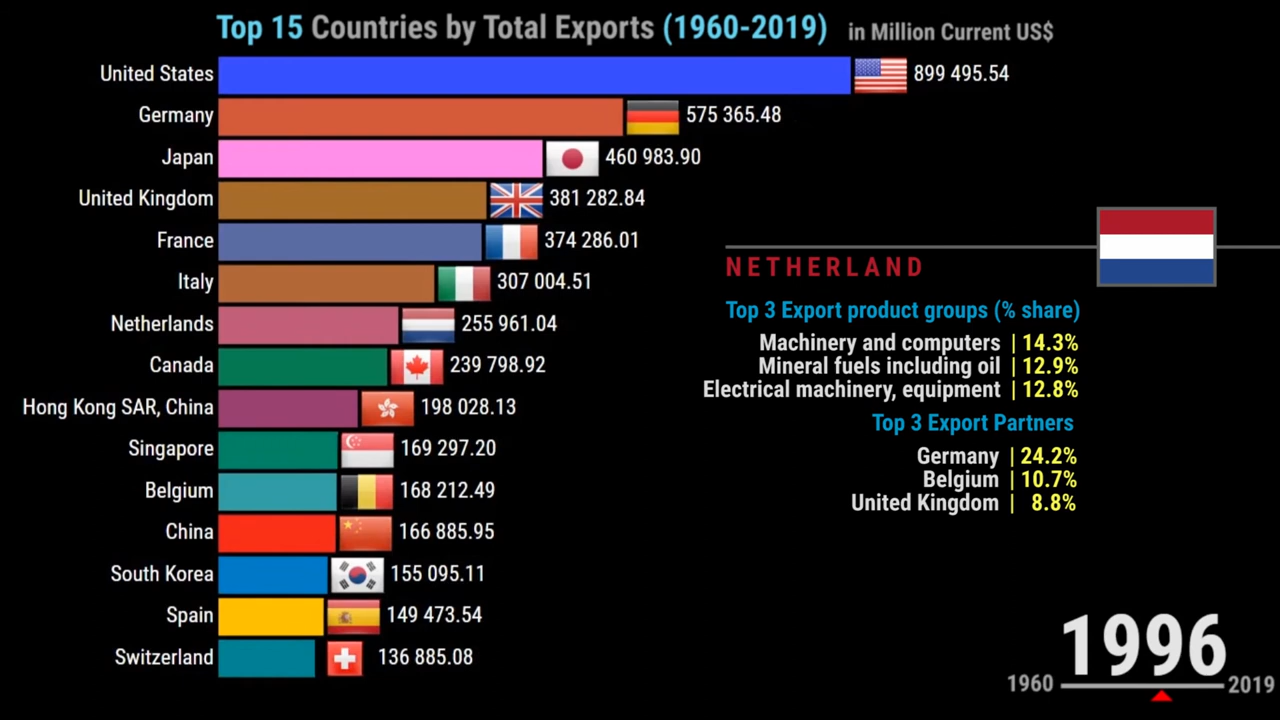 Top 15 Countries by Total Exports (1960-2019) in Million Current US$
United States 899 495.54
Germany 575 365.48
Japan 460 983.90
United Kingdom 381 282.84
France 374 286.01
Italy 307 004.51
Netherlands 255 961.04
Canada 239 798.92
Hong Kong SAR, China 198 028.13
Singapore 169 297.20
Belgium 168 212.49
China 166 885.95
South Korea 155 095.11
Spain 149 473.54
Switzerland 136 885.08
NETHERLAND
Top 3 Export product groups (% share)
Machinery and computers | 14.3%
Mineral fuels including oil | 12.9%
Electrical machinery, equipment | 12.8%
Top 3 Export Partners
Germany | 24.2%
Belgium | 10.7%
United Kingdom | 8.8%
1996
1960 2019